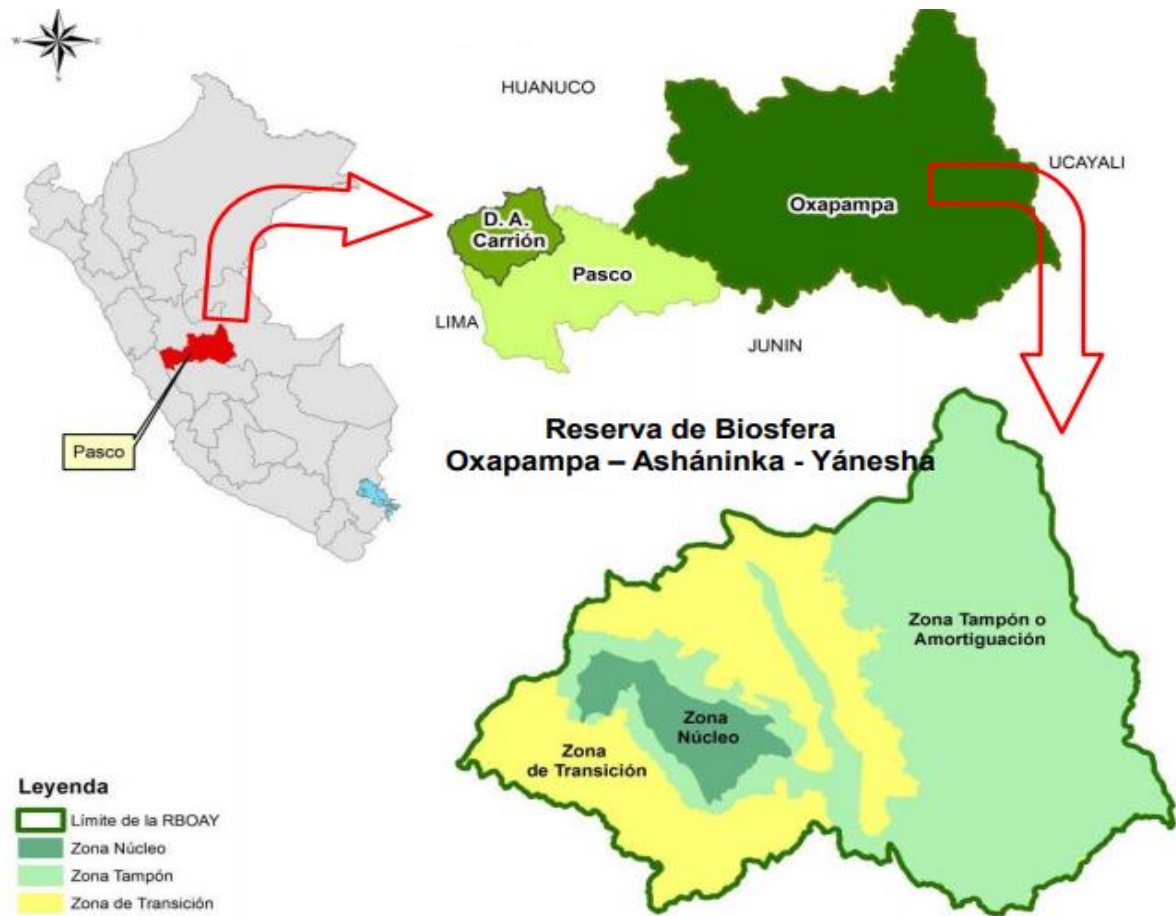 N
W
E
S
HUANUCO
UCAYALI
D. A.
Carrión
Oxapampa
Pasco
LIMA
JUNIN
Pasco
Reserva de Biosfera
Oxapampa – Asháninka - Yánesha
Zona Tampón o
Amortiguación
Zona
Núcleo
Zona
de Transición
Leyenda
Límite de la RBOAY
Zona Núcleo
Zona Tampón
Zona de Transición